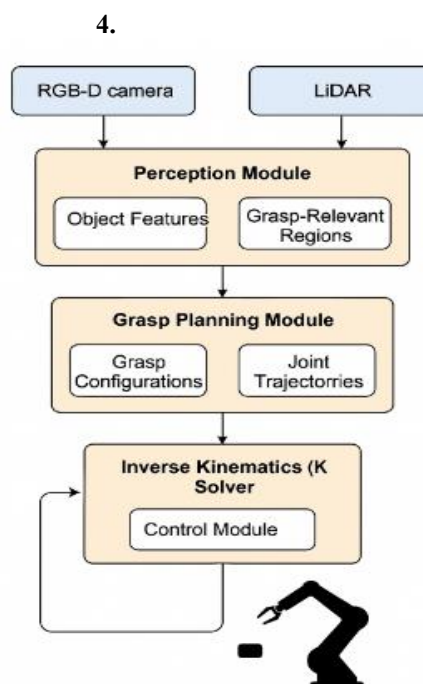 4.
RGB-D camera
LiDAR
Perception Module
Object Features
Grasp-Relevant
Regions
Grasp Planning Module
Grasp
Configurations
Joint
Trajectorries
Inverse Kinematics (K
Solver
Control Module